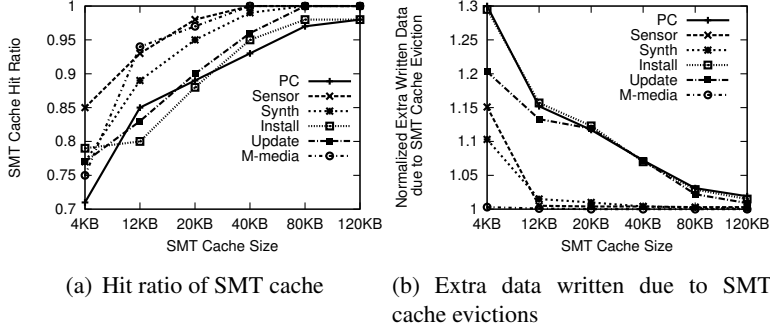 SMT Cache Hit Ratio
1
0.95
0.9
0.85
0.8
0.75
0.7
4KB 12KB 20KB 40KB 80KB 120KB
SMT Cache Size
PC
Sensor
Synth
Install
Update
M-media
(a) Hit ratio of SMT cache
Normalized Extra Written Data
due to SMT Cache Eviction
1.3
1.25
1.2
1.15
1.1
1.05
1
4KB 12KB 20KB 40KB 80KB 120KB
SMT Cache Size
PC
Sensor
Synth
Install
Update
M-media
(b) Extra data written due to SMT
cache evictions